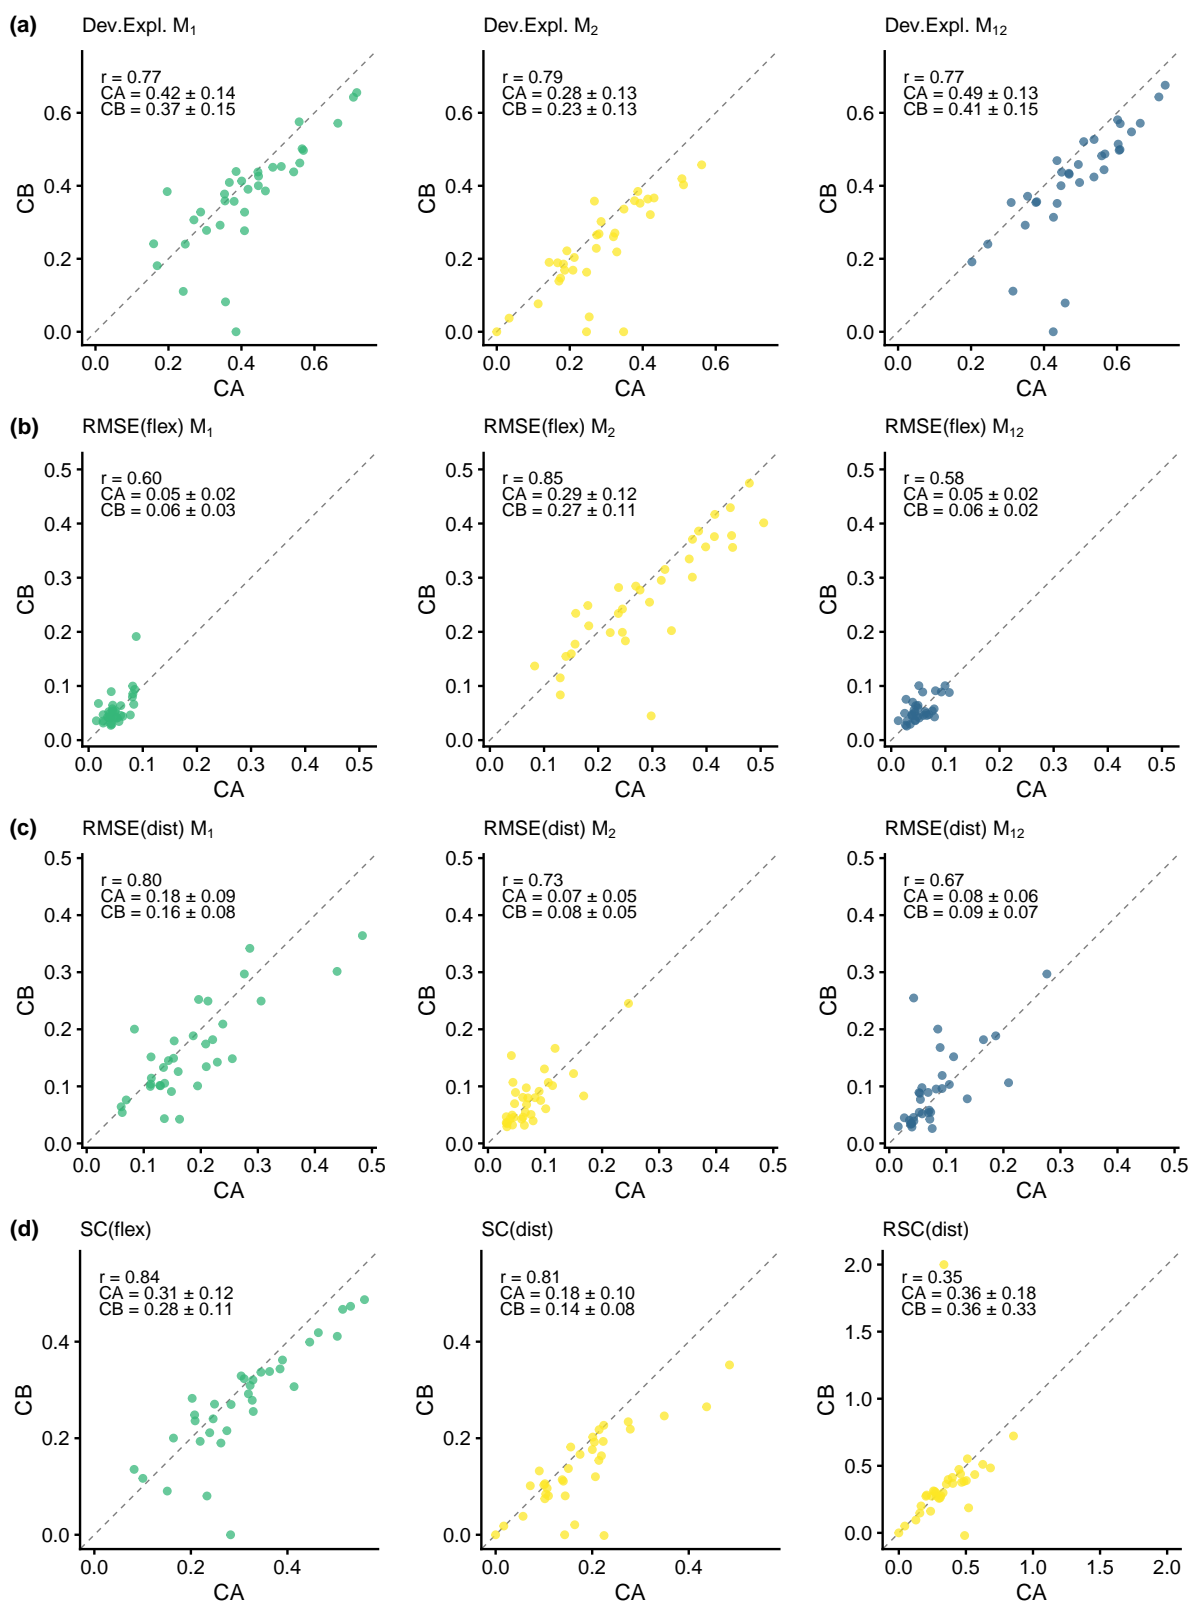 (a)
Dev.Expl. M1
r = 0.77
CA = 0.42 ± 0.14
CB = 0.37 ± 0.15
0.6
0.4
0.2
0.0
CB
0.0 0.2 0.4 0.6
CA
Dev.Expl. M2
r = 0.79
CA = 0.28 ± 0.13
CB = 0.23 ± 0.13
0.6
0.4
0.2
0.0
CB
0.0 0.2 0.4 0.6
CA
Dev.Expl. M12
r = 0.77
CA = 0.49 ± 0.13
CB = 0.41 ± 0.15
0.6
0.4
0.2
0.0
CB
0.0 0.2 0.4 0.6
CA
(b)
RMSE(flex) M1
r = 0.60
CA = 0.05 ± 0.02
CB = 0.06 ± 0.03
0.5
0.4
0.3
0.2
0.1
0.0
CB
0.0 0.1 0.2 0.3 0.4 0.5
CA
RMSE(flex) M2
r = 0.85
CA = 0.29 ± 0.12
CB = 0.27 ± 0.11
0.5
0.4
0.3
0.2
0.1
0.0
CB
0.0 0.1 0.2 0.3 0.4 0.5
CA
RMSE(flex) M12
r = 0.58
CA = 0.05 ± 0.02
CB = 0.06 ± 0.02
0.5
0.4
0.3
0.2
0.1
0.0
CB
0.0 0.1 0.2 0.3 0.4 0.5
CA
(c)
RMSE(dist) M1
r = 0.80
CA = 0.18 ± 0.09
CB = 0.16 ± 0.08
0.5
0.4
0.3
0.2
0.1
0.0
CB
0.0 0.1 0.2 0.3 0.4 0.5
CA
RMSE(dist) M2
r = 0.73
CA = 0.07 ± 0.05
CB = 0.08 ± 0.05
0.5
0.4
0.3
0.2
0.1
0.0
CB
0.0 0.1 0.2 0.3 0.4 0.5
CA
RMSE(dist) M12
r = 0.67
CA = 0.08 ± 0.06
CB = 0.09 ± 0.07
0.5
0.4
0.3
0.2
0.1
0.0
CB
0.0 0.1 0.2 0.3 0.4 0.5
CA
(d)
SC(flex)
r = 0.84
CA = 0.31 ± 0.12
CB = 0.28 ± 0.11
0.4
0.2
0.0
CB
0.0 0.2 0.4
CA
SC(dist)
r = 0.81
CA = 0.18 ± 0.10
CB = 0.14 ± 0.08
0.4
0.2
0.0
CB
0.0 0.2 0.4
CA
RSC(dist)
r = 0.35
CA = 0.36 ± 0.18
CB = 0.36 ± 0.33
2.0
1.5
1.0
0.5
0.0
CB
0.0 0.5 1.0 1.5 2.0
CA